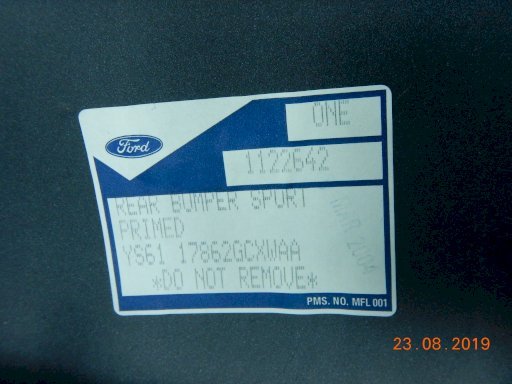 ONE
Ford
1122642
REAR BUMPER SPORT
PRIMED
YS61 17862GCXWAA
*DO NOT REMOVE*
PMS. NO. MFL 001
23.08.2019